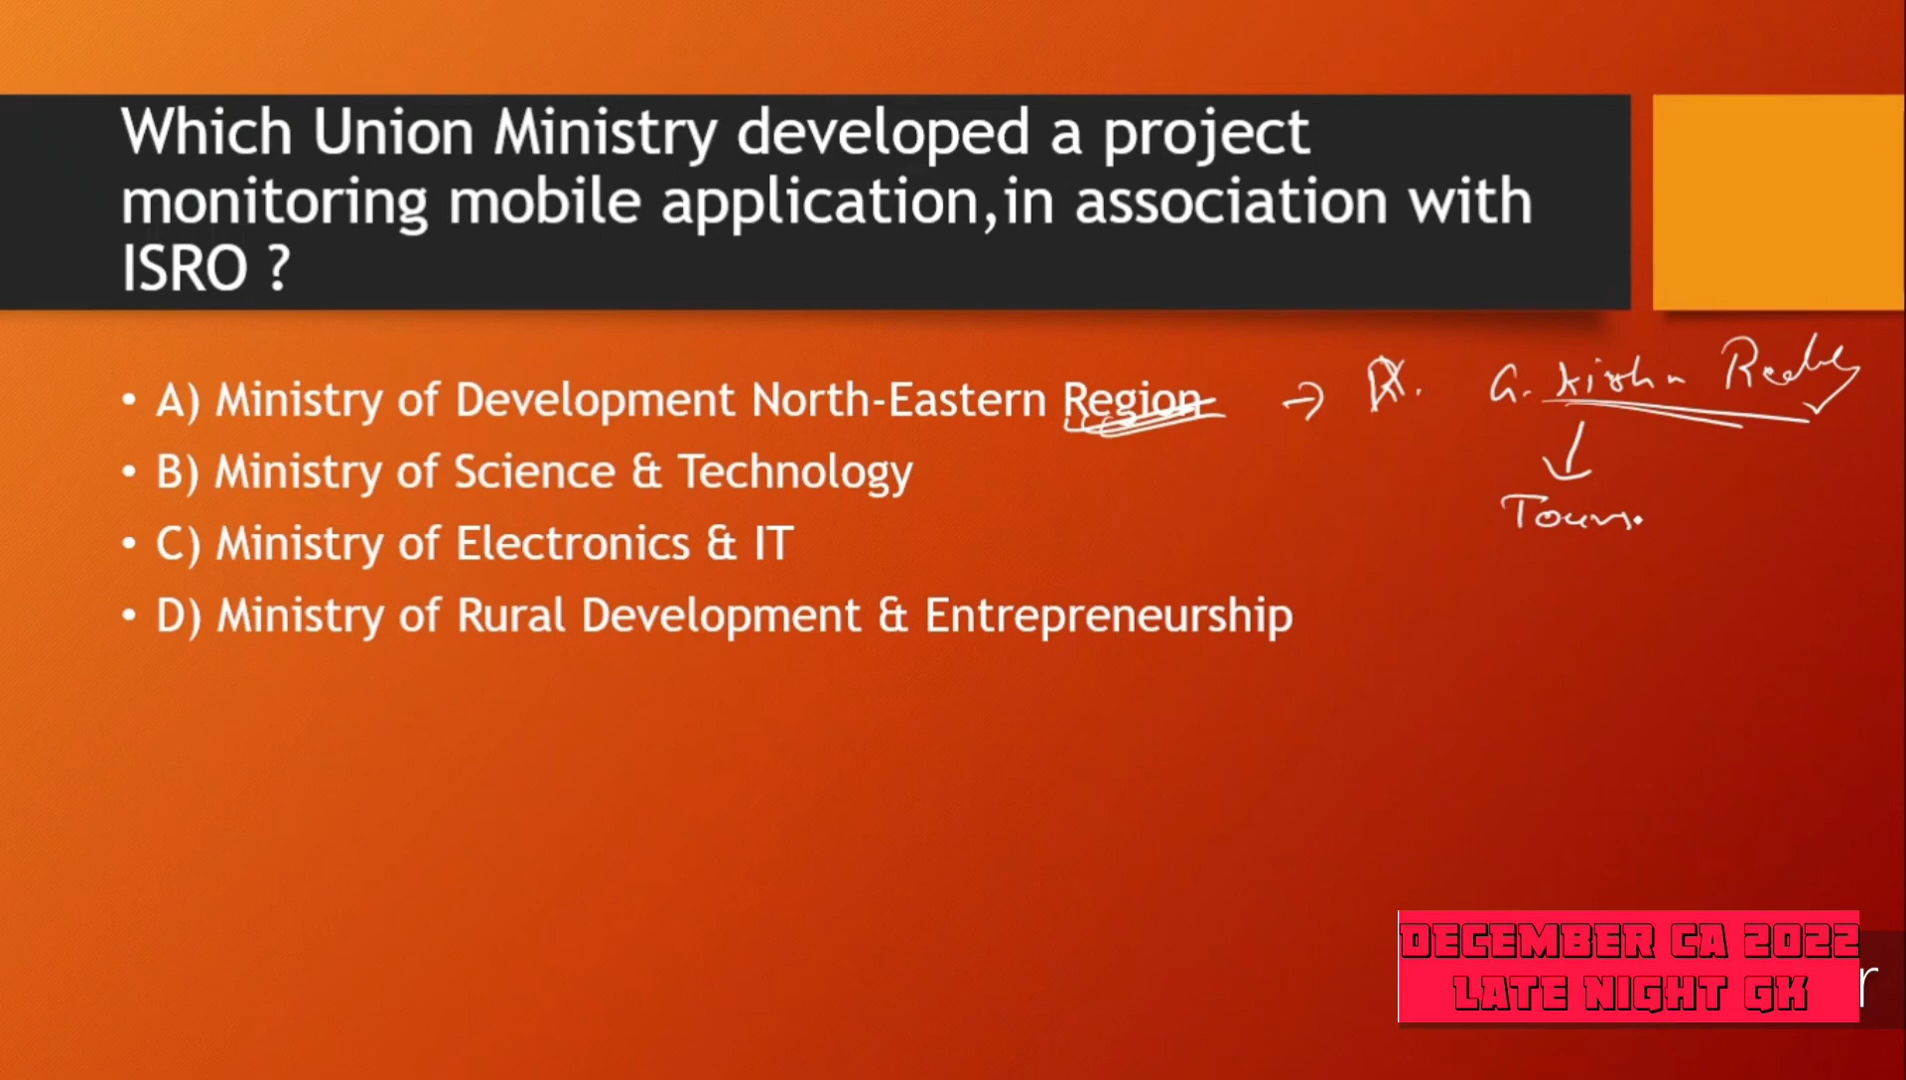 Which Union Ministry developed a project
monitoring mobile application,in association with
ISRO ?
• A) Ministry of Development North-Eastern Region → G. Kishn Reddy
Tourism
• B) Ministry of Science & Technology
• C) Ministry of Electronics & IT
• D) Ministry of Rural Development & Entrepreneurship
DECEMBER CA 2022
LATE NIGHT GK
r